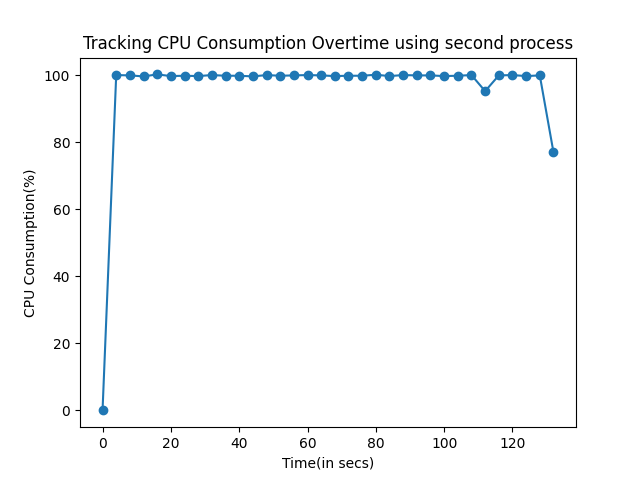 Tracking CPU Consumption Overtime using second process
100
80
60
40
20
0
CPU Consumption(%)
0 20 40 60 80 100 120
Time(in secs)